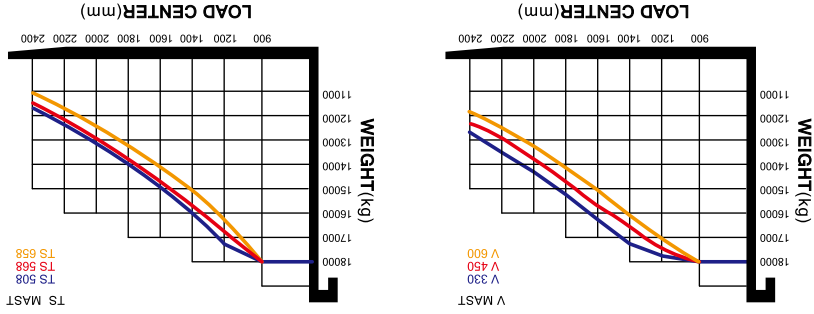 V MAST
V 330
V 450
V 600
18000
17000
16000
15000
14000
13000
12000
11000
WEIGHT(kg)
900 1200 1400 1600 1800 2000 2200 2400
LOAD CENTER(mm)
TS MAST
TS 508
TS 568
TS 658
18000
17000
16000
15000
14000
13000
12000
11000
WEIGHT(kg)
900 1200 1400 1600 1800 2000 2200 2400
LOAD CENTER(mm)